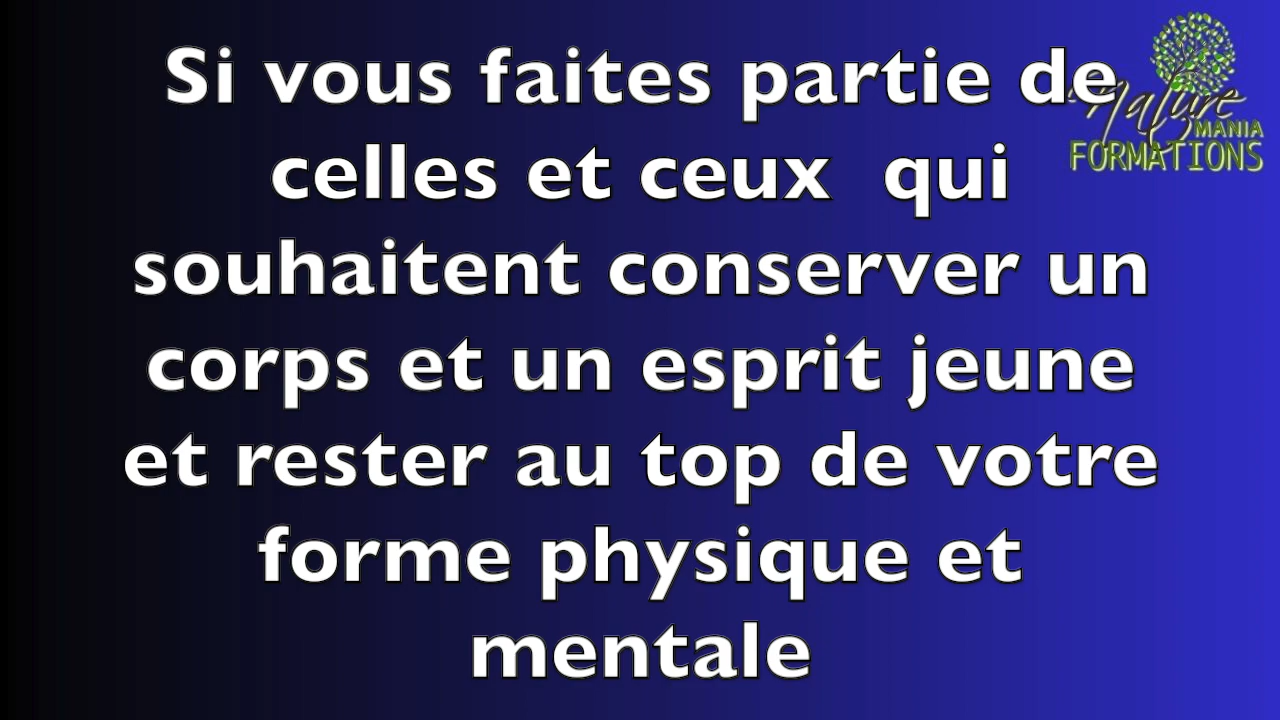 Si vous faites partie de
celles et ceux  qui
souhaitent conserver un
corps et un esprit jeune
et rester au top de votre
forme physique et
mentale
Nature
MANIA
FORMATIONS